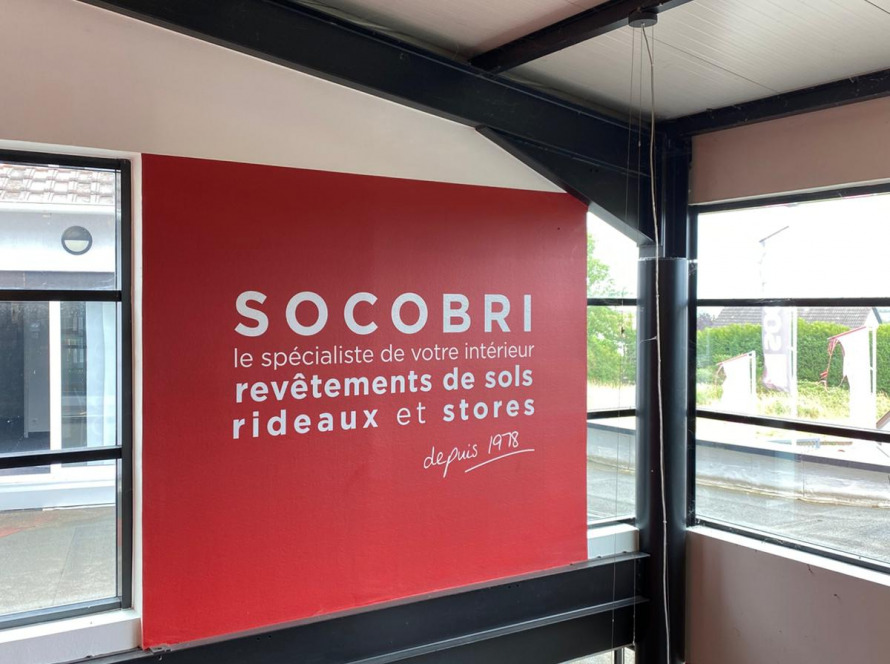 SOCOBRI
le spécialiste de votre intérieur
revêtements de sols
rideaux et stores
depuis 1978